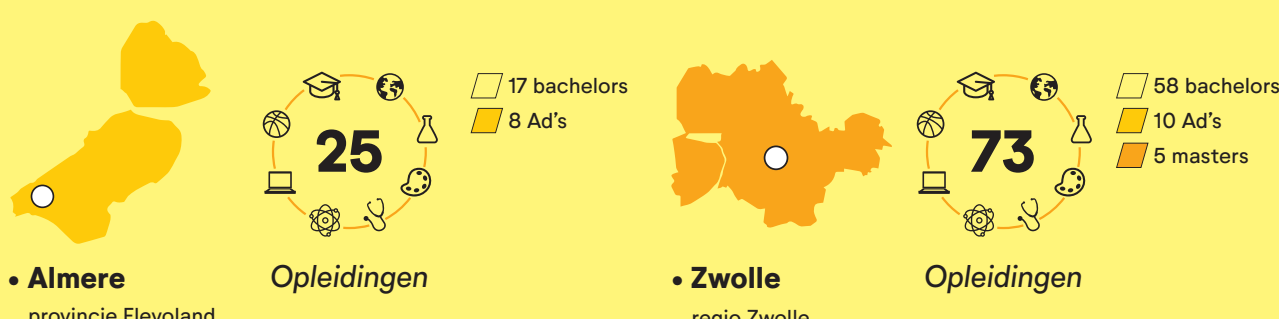 25
17 bachelors
8 Ad's
• Almere
provincie Flevoland
Opleidingen
73
58 bachelors
10 Ad's
5 masters
• Zwolle
regio Zwolle
Opleidingen